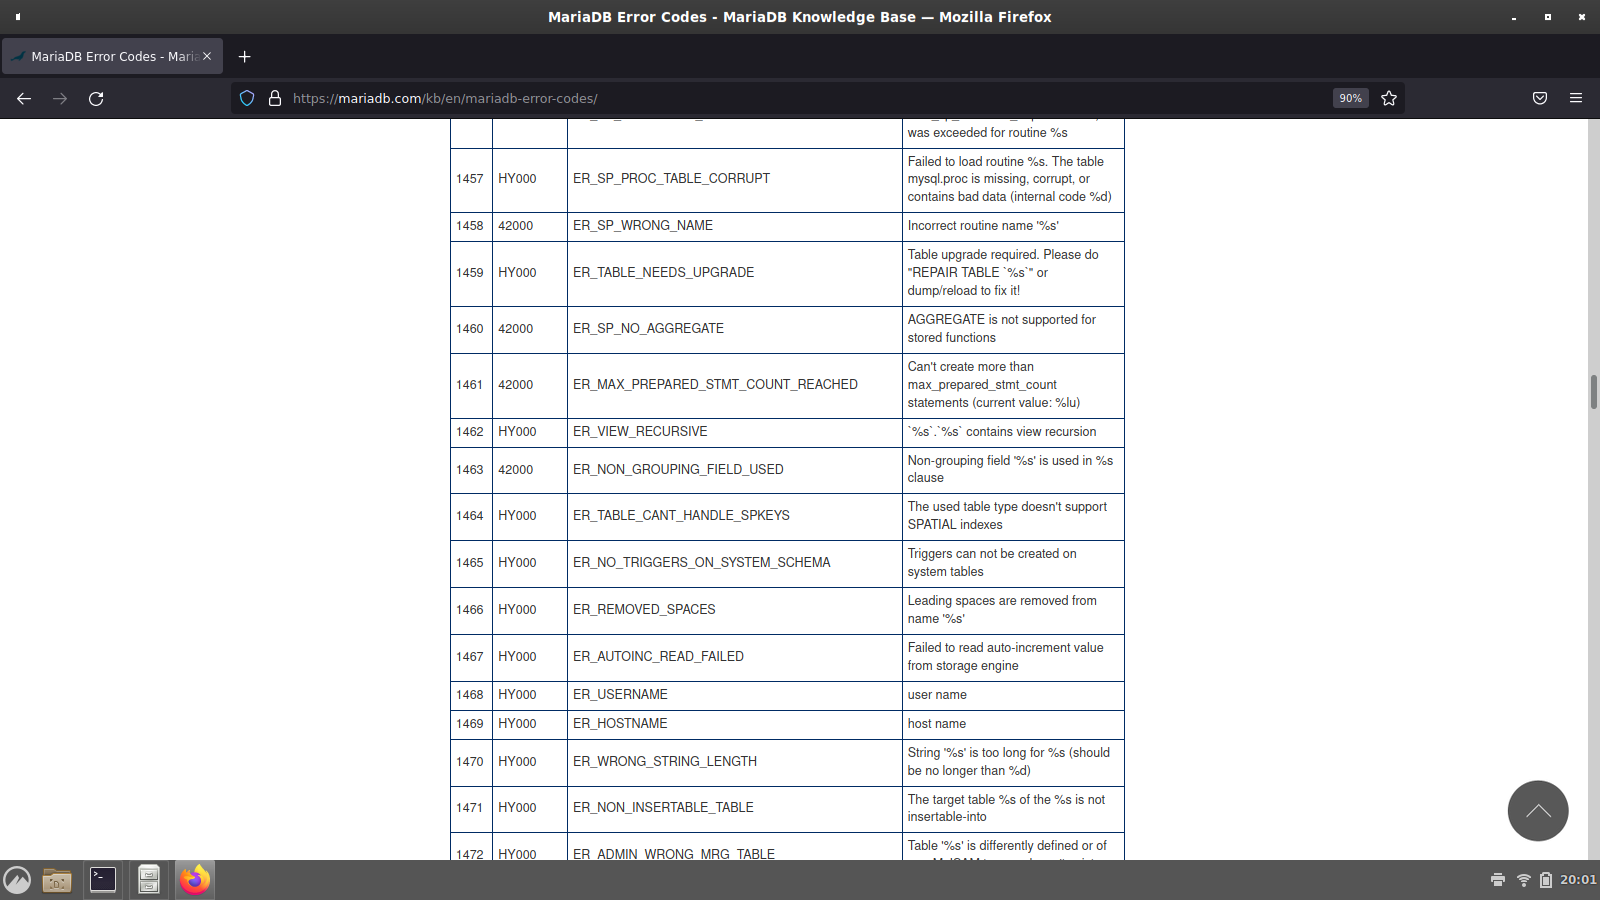 MariaDB Error Codes - MariaDB Knowledge Base — Mozilla Firefox
MariaDB Error Codes - Maria
https://mariadb.com/kb/en/mariadb-error-codes/
90%
was exceeded for routine %s
1457 HY000 ER_SP_PROC_TABLE_CORRUPT Failed to load routine %s. The table
mysql.proc is missing, corrupt, or
contains bad data (internal code %d)
1458 42000 ER_SP_WRONG_NAME Incorrect routine name '%s'
1459 HY000 ER_TABLE_NEEDS_UPGRADE Table upgrade required. Please do
"REPAIR TABLE `%s`" or
dump/reload to fix it!
1460 42000 ER_SP_NO_AGGREGATE AGGREGATE is not supported for
stored functions
1461 42000 ER_MAX_PREPARED_STMT_COUNT_REACHED Can't create more than
max_prepared_stmt_count
statements (current value: %lu)
1462 HY000 ER_VIEW_RECURSIVE `%s`.`%s` contains view recursion
1463 42000 ER_NON_GROUPING_FIELD_USED Non-grouping field '%s' is used in %s
clause
1464 HY000 ER_TABLE_CANT_HANDLE_SPKEYS The used table type doesn't support
SPATIAL indexes
1465 HY000 ER_NO_TRIGGERS_ON_SYSTEM_SCHEMA Triggers can not be created on
system tables
1466 HY000 ER_REMOVED_SPACES Leading spaces are removed from
name '%s'
1467 HY000 ER_AUTOINC_READ_FAILED Failed to read auto-increment value
from storage engine
1468 HY000 ER_USERNAME user name
1469 HY000 ER_HOSTNAME host name
1470 HY000 ER_WRONG_STRING_LENGTH String '%s' is too long for %s (should
be no longer than %d)
1471 HY000 ER_NON_INSERTABLE_TABLE The target table %s of the %s is not
insertable-into
1472 HY000 ER_ADMIN_WRONG_MRG_TABLE Table '%s' is differently defined or of
20:01